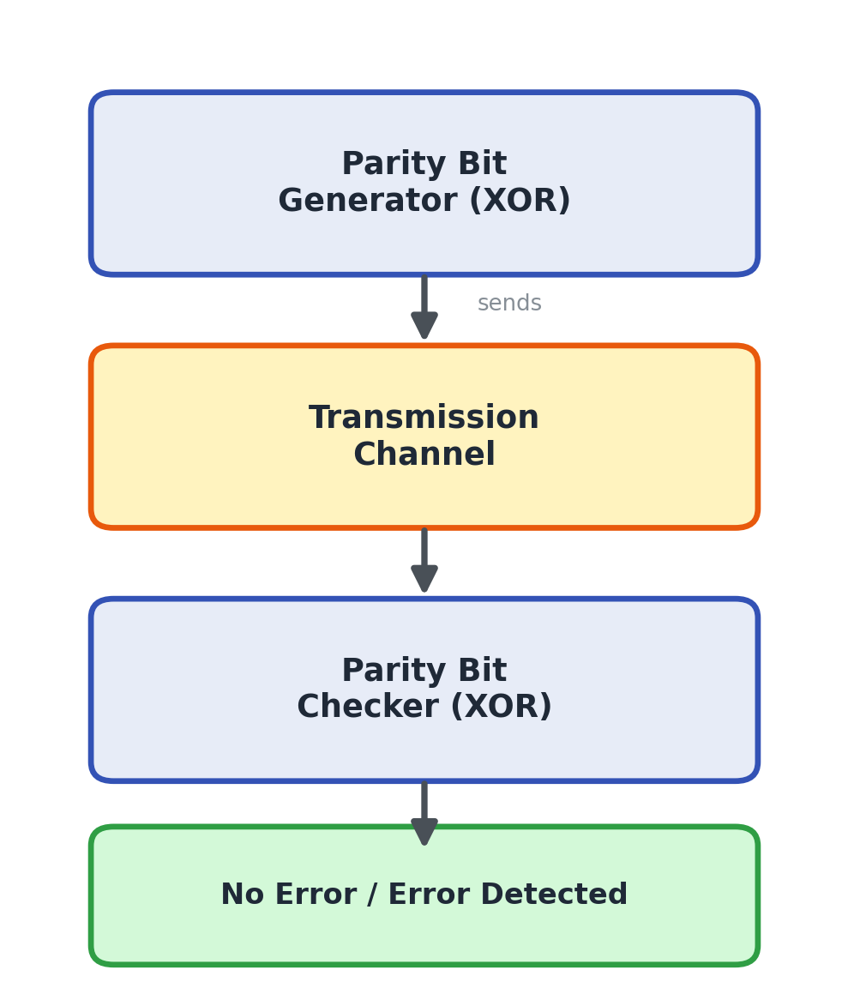 Parity Bit
Generator (XOR)
sends
Transmission
Channel
Parity Bit
Checker (XOR)
No Error / Error Detected